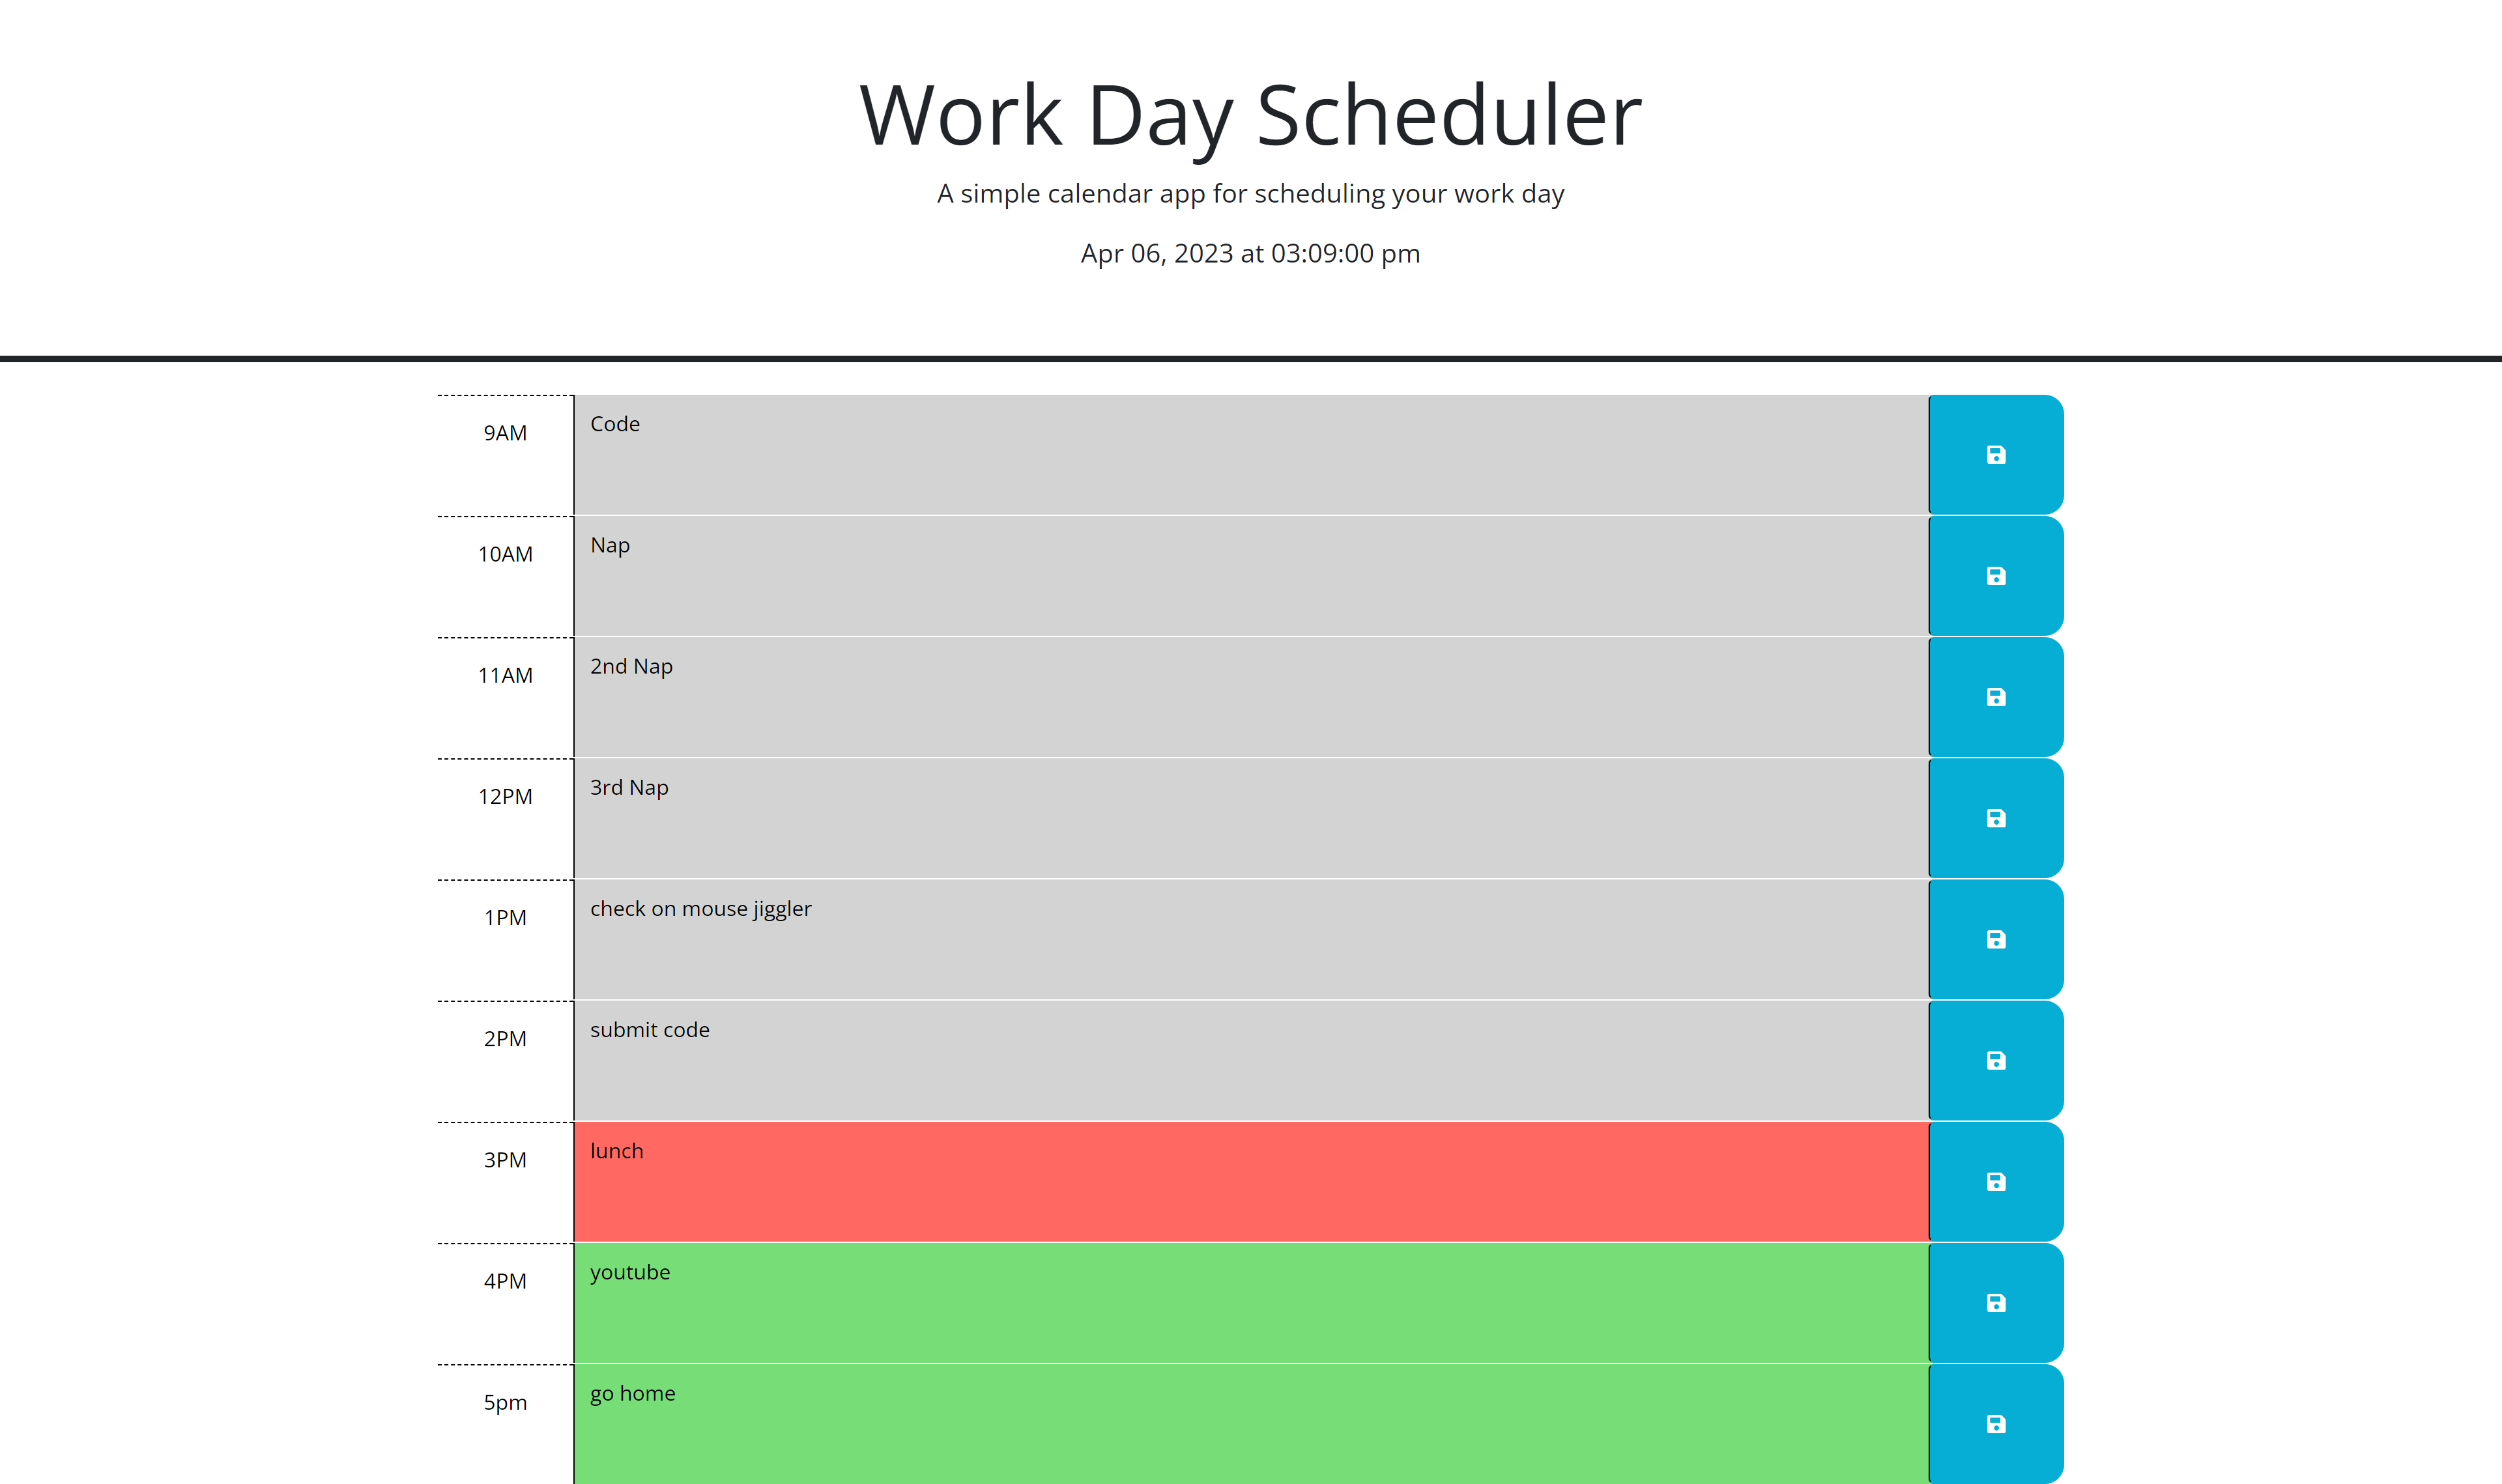 Work Day Scheduler
A simple calendar app for scheduling your work day
Apr 06, 2023 at 03:09:00 pm
9AM
Code
10AM
Nap
11AM
2nd Nap
12PM
3rd Nap
1PM
check on mouse jiggler
2PM
submit code
3PM
lunch
4PM
youtube
5pm
go home